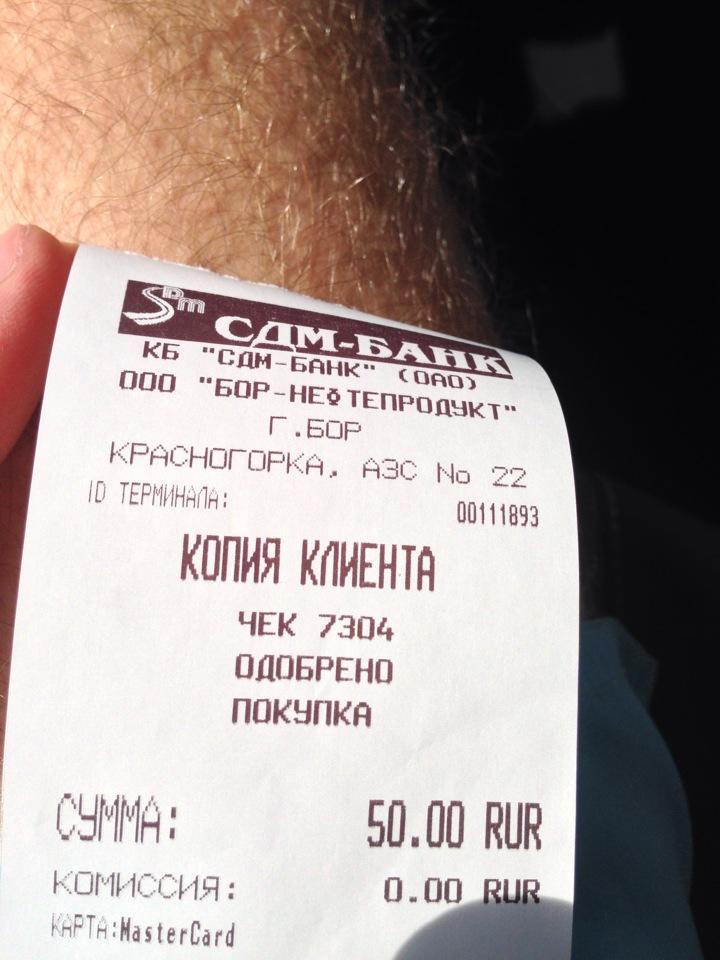 SDm СДМ-БАНК
КБ "СДМ-БАНК" (ОАО)
ООО "БОР-НЕФТЕПРОДУКТ"
Г.БОР
КРАСНОГОРКА, АЗС No 22
ID ТЕРМИНАЛА: 00111893
КОПИЯ КЛИЕНТА
ЧЕК 7304
ОДОБРЕНО
ПОКУПКА
СУММА: 50.00 RUR
КОМИССИЯ: 0.00 RUR
КАРТА:MasterCard